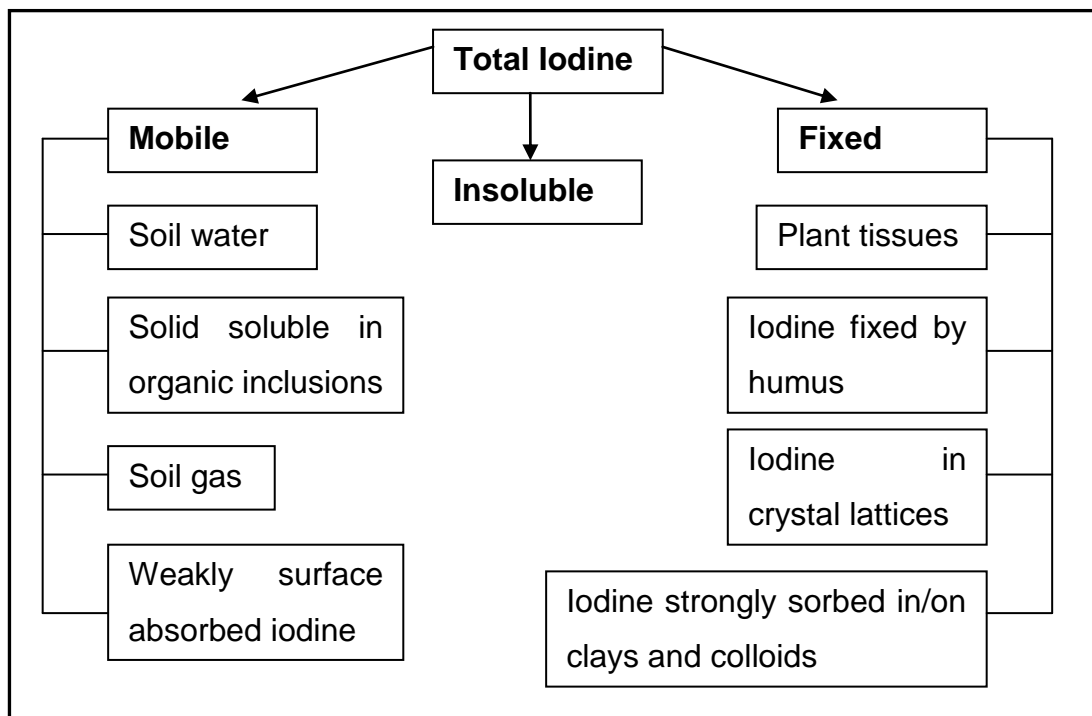 Total Iodine
Mobile
Insoluble
Fixed
Soil water
Solid soluble in
organic inclusions
Soil gas
Weakly surface
absorbed iodine
Plant tissues
Iodine fixed by
humus
Iodine in
crystal lattices
Iodine strongly sorbed in/on
clays and colloids